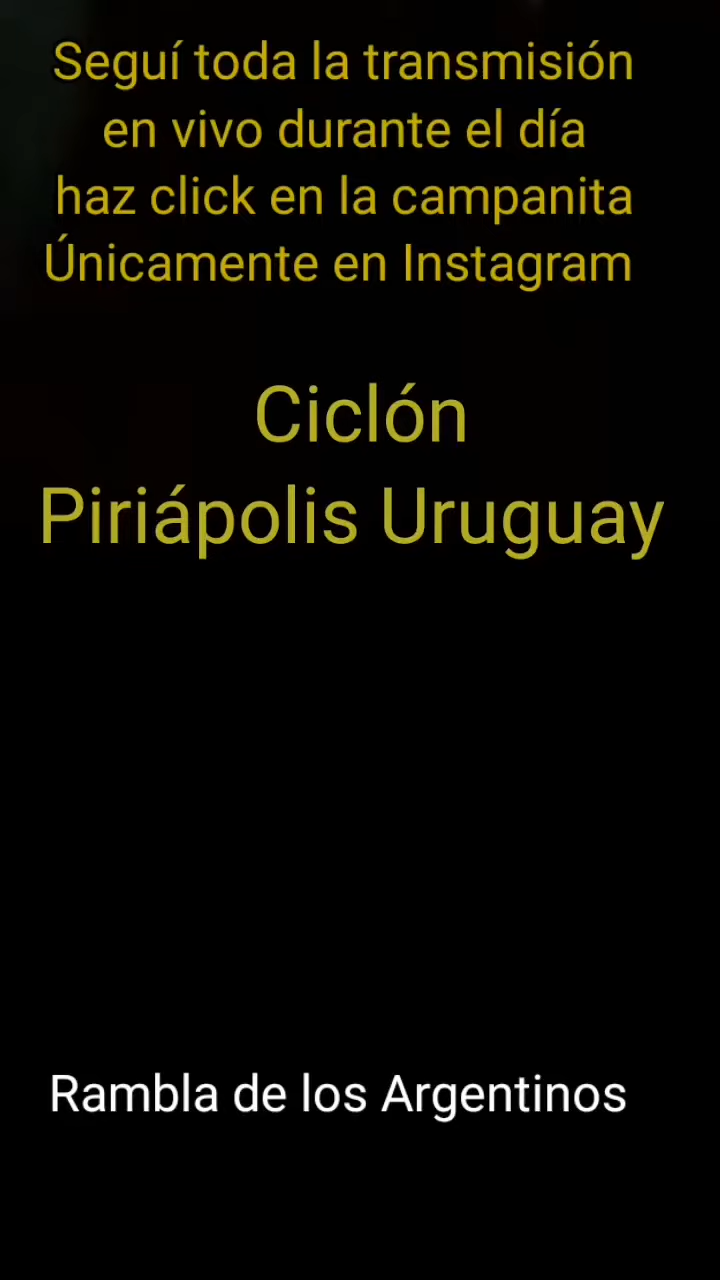 Seguí toda la transmisión
en vivo durante el día
haz click en la campanita
Únicamente en Instagram
Ciclón
Piriápolis Uruguay
Rambla de los Argentinos